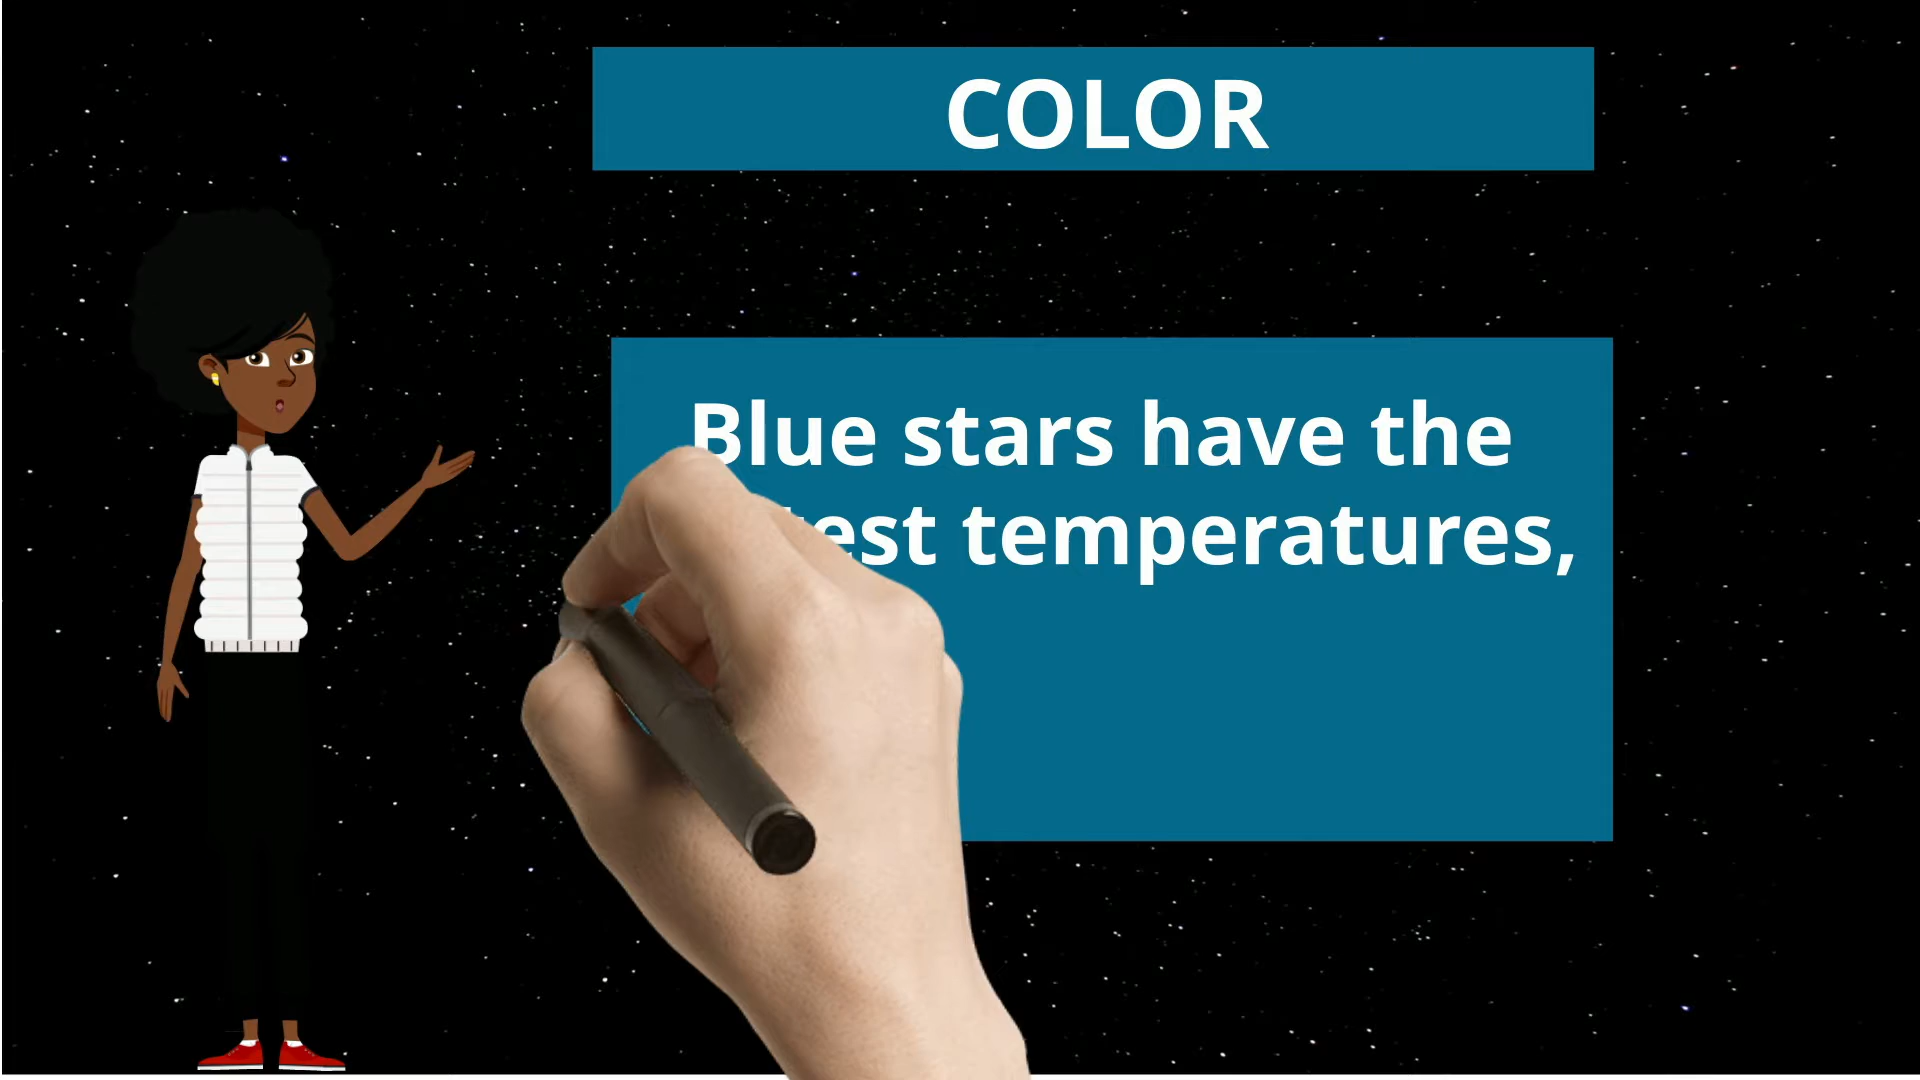 COLOR
Blue stars have the
temperatures,